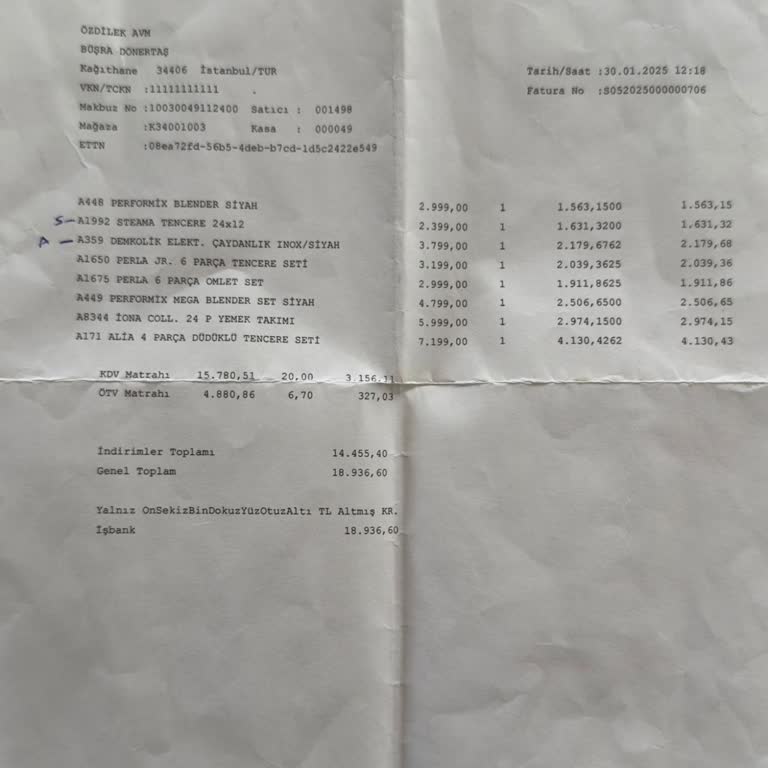 ÖZDİLEK AVM
BÜŞRA DÖNERTAŞ
Kağıthane 34406 İstanbul/TUR
Tarih/Saat :30.01.2025 12:18
VKN/TCKN :11111111111
Fatura No :S052025000000706
Makbuz No :10030049112400 Satıcı : 001498
Mağaza :K34001003 Kasa : 000049
ETTN :08ea72fd-56b5-4deb-b7cd-1d5c2422e549
A448 PERFORMIX BLENDER SİYAH 2.999,00 1 1.563,1500 1.563,15
S- A1992 STEAMA TENCERE 24x12 2.399,00 1 1.631,3200 1.631,32
A - A359 DEMKOLİK ELEKT. ÇAYDANLIK INOX/SİYAH 3.799,00 1 2.179,6762 2.179,68
A1650 PERLA JR. 6 PARÇA TENCERE SETİ 3.199,00 1 2.039,3625 2.039,36
A1675 PERLA 6 PARÇA OMLET SET 2.999,00 1 1.911,8625 1.911,86
A449 PERFORMIX MEGA BLENDER SET SİYAH 4.799,00 1 2.506,6500 2.506,65
A8344 İONA COLL. 24 P YEMEK TAKIMI 5.999,00 1 2.974,1500 2.974,15
A171 ALİA 4 PARÇA DÜDÜKLÜ TENCERE SETİ 7.199,00 1 4.130,4262 4.130,43
KDV Matrahı 15.780,51 20,00 3.156,11
ÖTV Matrahı 4.880,86 6,70 327,03
İndirimler Toplamı 14.455,40
Genel Toplam 18.936,60
Yalnız OnSekizBinDokuzYüzOtuzAltı TL Altmış KR.
İşbank 18.936,60